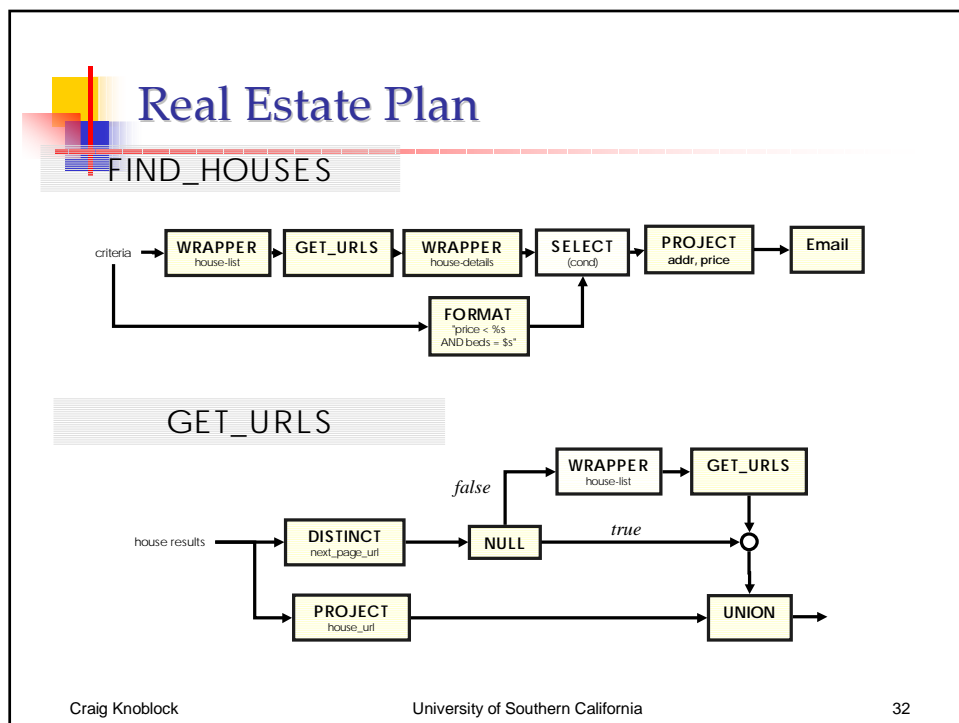 Real Estate Plan
FIND_HOUSES
criteria
WRAPPER
house-list
GET_URLS
WRAPPER
house-details
SELECT
(cond)
PROJECT
addr, price
Email
FORMAT
"price < %s
AND beds = $s"
GET_URLS
house results
DISTINCT
next_page_url
NULL
false
true
WRAPPER
house-list
GET_URLS
PROJECT
house_url
UNION
Craig Knoblock
University of Southern California
32